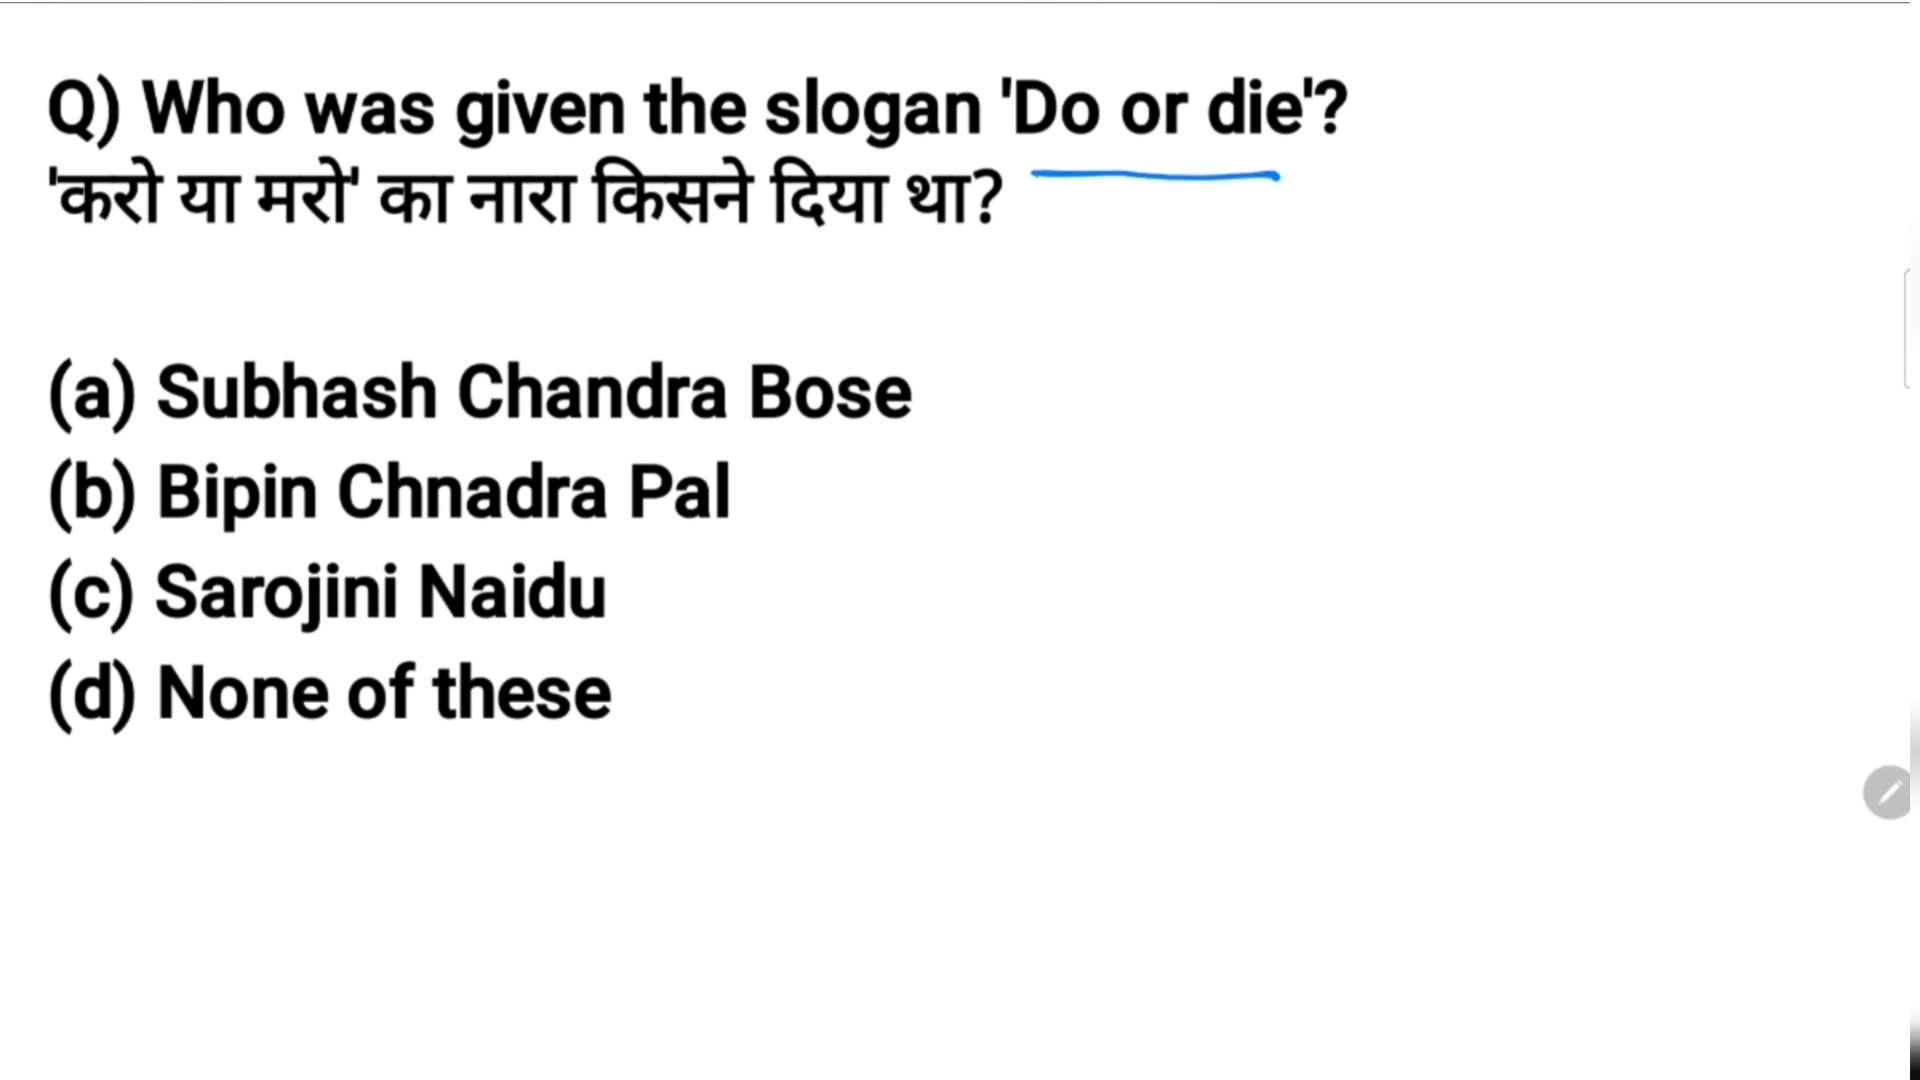 Q) Who was given the slogan 'Do or die'?
'करो या मरो' का नारा किसने दिया था?
(a) Subhash Chandra Bose
(b) Bipin Chnadra Pal
(c) Sarojini Naidu
(d) None of these